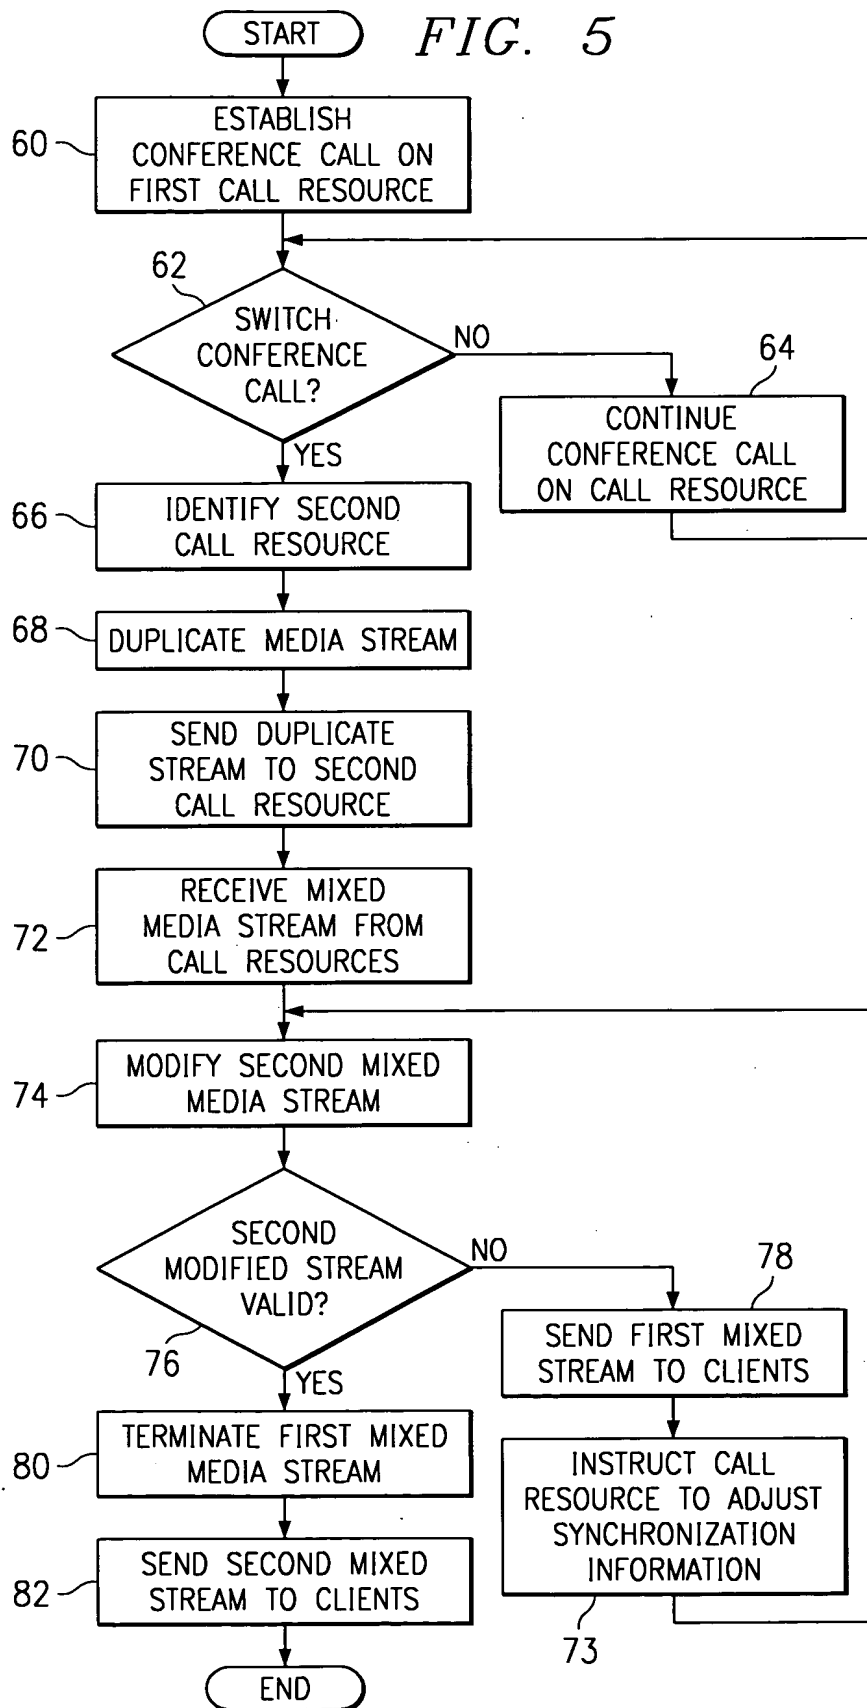 START
FIG. 5
60
ESTABLISH
CONFERENCE CALL ON
FIRST CALL RESOURCE
62
SWITCH
CONFERENCE
CALL?
NO
YES
64
CONTINUE
CONFERENCE CALL
ON CALL RESOURCE
66
IDENTIFY SECOND
CALL RESOURCE
68
DUPLICATE MEDIA STREAM
70
SEND DUPLICATE
STREAM TO SECOND
CALL RESOURCE
72
RECEIVE MIXED
MEDIA STREAM FROM
CALL RESOURCES
74
MODIFY SECOND MIXED
MEDIA STREAM
SECOND
MODIFIED STREAM
VALID?
76
NO
YES
78
SEND FIRST MIXED
STREAM TO CLIENTS
INSTRUCT CALL
RESOURCE TO ADJUST
SYNCHRONIZATION
INFORMATION
73
80
TERMINATE FIRST MIXED
MEDIA STREAM
82
SEND SECOND MIXED
STREAM TO CLIENTS
END